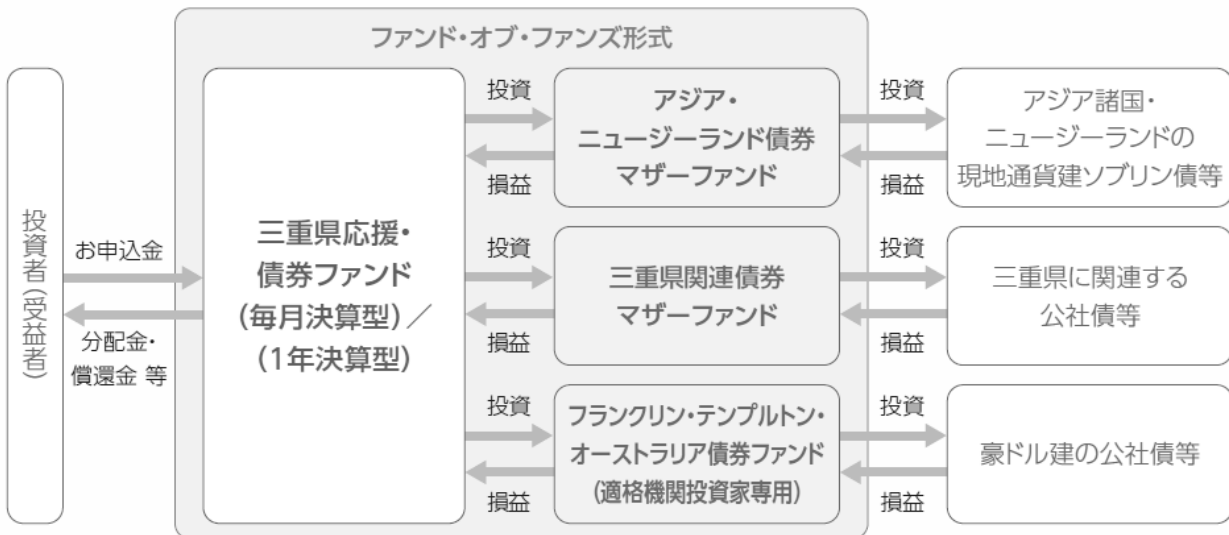 ファンド・オブ・ファンズ形式
投資者(受益者)
お申込金
分配金・
償還金 等
三重県応援・
債券ファンド
(毎月決算型)／
(1年決算型)
投資
損益
アジア・
ニュージーランド債券
マザーファンド
投資
損益
アジア諸国・
ニュージーランドの
現地通貨建ソブリン債等
投資
損益
三重県関連債券
マザーファンド
投資
損益
三重県に関連する
公社債等
投資
損益
フランクリン・テンプルトン・
オーストラリア債券ファンド
(適格機関投資家専用)
投資
損益
豪ドル建の公社債等